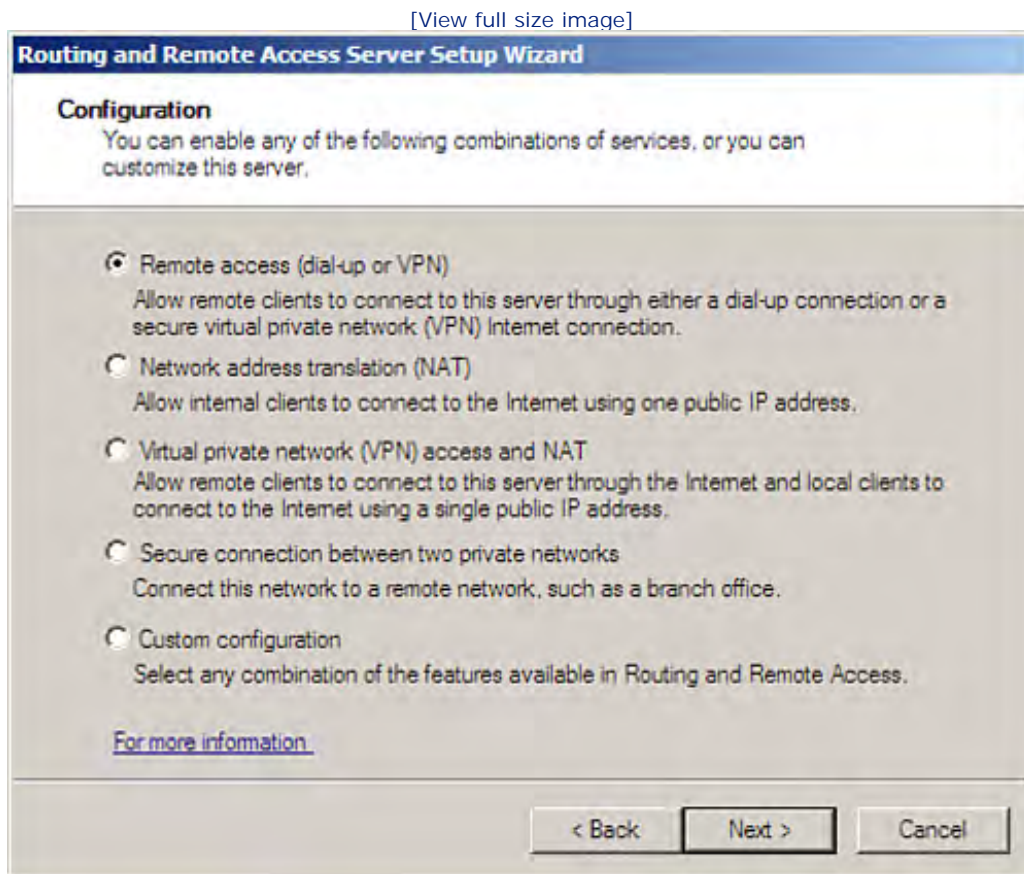 [View full size image]
Routing and Remote Access Server Setup Wizard
Configuration
You can enable any of the following combinations of services, or you can
customize this server.
Remote access (dial-up or VPN)
Allow remote clients to connect to this server through either a dial-up connection or a
secure virtual private network (VPN) Internet connection.
Network address translation (NAT)
Allow internal clients to connect to the Internet using one public IP address.
Virtual private network (VPN) access and NAT
Allow remote clients to connect to this server through the Internet and local clients to
connect to the Internet using a single public IP address.
Secure connection between two private networks
Connect this network to a remote network, such as a branch office.
Custom configuration
Select any combination of the features available in Routing and Remote Access.
For more information
< Back Next > Cancel